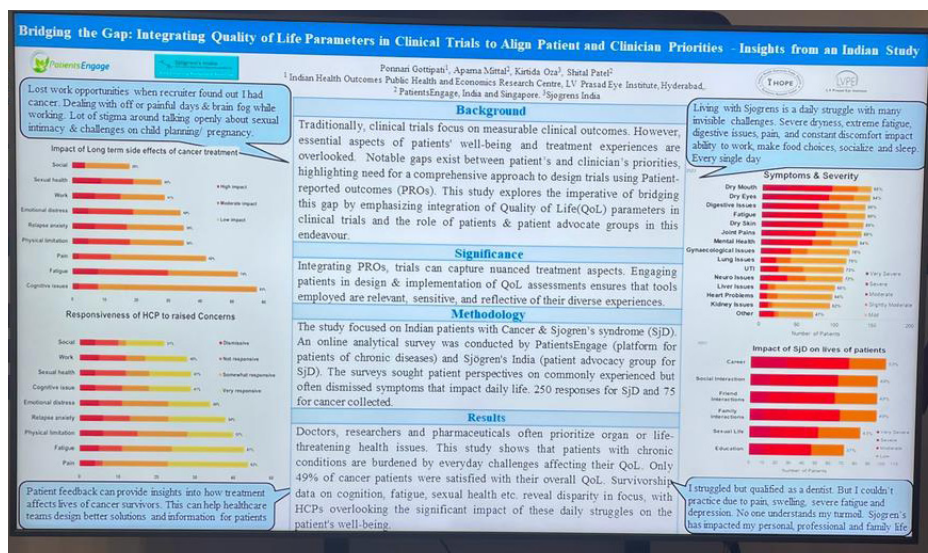 Bridging the Gap: Integrating Quality of Life Parameters in Clinical Trials to Align Patient and Clinician Priorities - Insights from an Indian Study
PatientsEngage
Ponnari Gottipati¹, Aparna Mittal², Kirtida Oza³, Shital Patel²
¹ Indian Health Outcomes Public Health and Economics Research Centre, LV Prasad Eye Institute, Hyderabad,
² PatientsEngage, India and Singapore. ³Sjogrens India
I HOPE
Lost work opportunities when recruiter found out I had
cancer. Dealing with off or painful days & brain fog while
working. Lot of stigma around talking openly about sexual
intimacy & challenges on child planning/ pregnancy.
Impact of Long term side effects of cancer treatment
Social
Sexual health
Work
Emotional distress
Relapse anxiety
Physical limitation
Pain
Fatigue
Cognitive issues
High impact
Moderate impact
Low impact
Responsiveness of HCP to raised Concerns
Social
Work
Sexual health
Cognitive issue
Emotional distress
Relapse anxiety
Physical limitation
Fatigue
Pain
Dismissive
Not responsive
Somewhat responsive
Very responsive
Patient feedback can provide insights into how treatment
affects lives of cancer survivors. This can help healthcare
teams design better solutions and information for patients
Background
Traditionally, clinical trials focus on measurable clinical outcomes. However,
essential aspects of patients' well-being and treatment experiences are
overlooked. Notable gaps exist between patient's and clinician's priorities,
highlighting need for a comprehensive approach to design trials using Patient-
reported outcomes (PROs). This study explores the imperative of bridging
this gap by emphasizing integration of Quality of Life(QoL) parameters in
clinical trials and the role of patients & patient advocate groups in this
endeavour.
Significance
Integrating PROs, trials can capture nuanced treatment aspects. Engaging
patients in design & implementation of QoL assessments ensures that tools
employed are relevant, sensitive, and reflective of their diverse experiences.
Methodology
The study focused on Indian patients with Cancer & Sjogren's syndrome (SjD).
An online analytical survey was conducted by PatientsEngage (platform for
patients of chronic diseases) and Sjögren's India (patient advocacy group for
SjD). The surveys sought patient perspectives on commonly experienced but
often dismissed symptoms that impact daily life. 250 responses for SjD and 75
for cancer collected.
Results
Doctors, researchers and pharmaceuticals often prioritize organ or life-
threatening health issues. This study shows that patients with chronic
conditions are burdened by everyday challenges affecting their QoL. Only
49% of cancer patients were satisfied with their overall QoL. Survivorship
data on cognition, fatigue, sexual health etc. reveal disparity in focus, with
HCPs overlooking the significant impact of these daily struggles on the
patient's well-being.
Living with Sjogrens is a daily struggle with many
invisible challenges. Severe dryness, extreme fatigue,
digestive issues, pain, and constant discomfort impact
ability to work, make food choices, socialize and sleep.
Every single day
Symptoms & Severity
Dry Mouth
Dry Eyes
Digestive Issues
Fatigue
Dry Skin
Joint Pains
Mental Health
Gynaecological Issues
Lung Issues
UTI
Neuro Issues
Liver Issues
Heart Problems
Kidney Issues
Other
Very Severe
Severe
Moderate
Slightly Moderate
Mild
0 50 100 150 200
Number of Patients
Impact of SjD on lives of patients
Career
Social Interaction
Friend
Interactions
Family
Interactions
Sexual Life
Education
Very Severe
Severe
Moderate
Low
0 10 20 30 40 50 60 70 80 90 100 110
Number of Patients
I struggled but qualified as a dentist. But I couldn't
practice due to pain, swelling, severe fatigue and
depression. No one understands my turmoil. Sjogren's
has impacted my personal, professional and family life